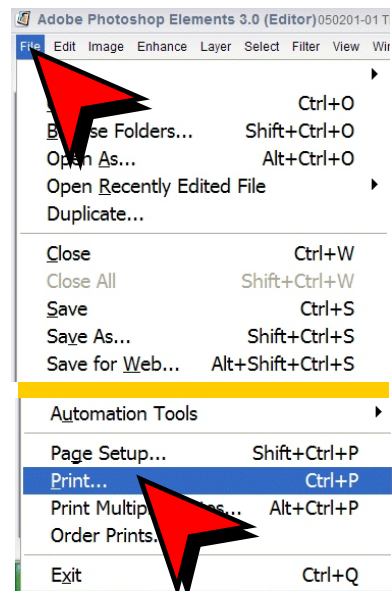 Adobe Photoshop Elements 3.0 (Editor) 050201-01 T
File Edit Image Enhance Layer Select Filter View Wi
Ctrl+O
Folders... Shift+Ctrl+O
Open As... Alt+Ctrl+O
Open Recently Edited File
Duplicate...
Close Ctrl+W
Close All Shift+Ctrl+W
Save Ctrl+S
Save As... Shift+Ctrl+S
Save for Web... Alt+Shift+Ctrl+S
Automation Tools
Page Setup... Shift+Ctrl+P
Print... Ctrl+P
Print Alt+Ctrl+P
Order Prints.
Exit Ctrl+Q